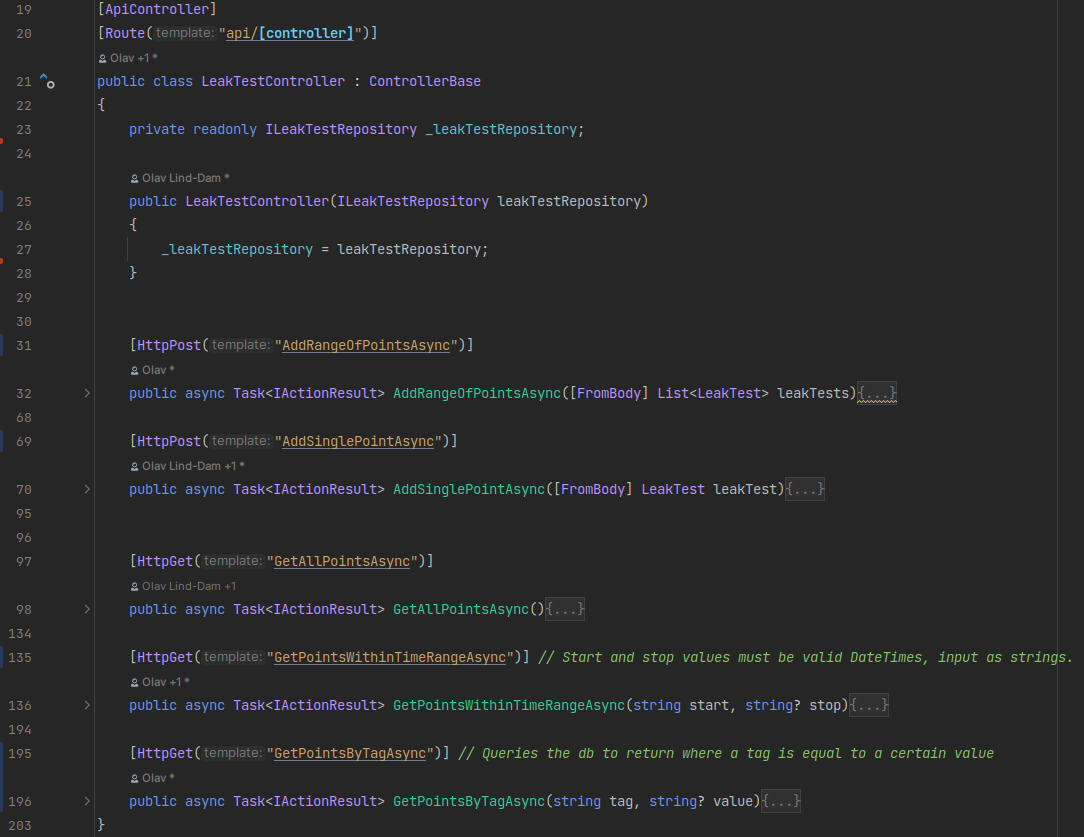 19 [ApiController]
20 [Route(template:"api/[controller]")]
Olav +1 *
21 public class LeakTestController : ControllerBase
22 {
23 private readonly ILeakTestRepository _leakTestRepository;
24
Olav Lind-Dam *
25 public LeakTestController(ILeakTestRepository leakTestRepository)
26 {
27 _leakTestRepository = leakTestRepository;
28 }
29
30
31 [HttpPost(template:"AddRangeOfPointsAsync")]
Olav *
32 public async Task<IActionResult> AddRangeOfPointsAsync([FromBody] List<LeakTest> leakTests){...}
68
69 [HttpPost(template:"AddSinglePointAsync")]
Olav Lind-Dam +1 *
70 public async Task<IActionResult> AddSinglePointAsync([FromBody] LeakTest leakTest){...}
95
96
97 [HttpGet(template:"GetAllPointsAsync")]
Olav Lind-Dam +1
98 public async Task<IActionResult> GetAllPointsAsync(){...}
134
135 [HttpGet(template:"GetPointsWithinTimeRangeAsync")] // Start and stop values must be valid DateTimes, input as strings.
Olav +1 *
136 public async Task<IActionResult> GetPointsWithinTimeRangeAsync(string start, string? stop){...}
194
195 [HttpGet(template:"GetPointsByTagAsync")] // Queries the db to return where a tag is equal to a certain value
Olav *
196 public async Task<IActionResult> GetPointsByTagAsync(string tag, string? value){...}
203 }